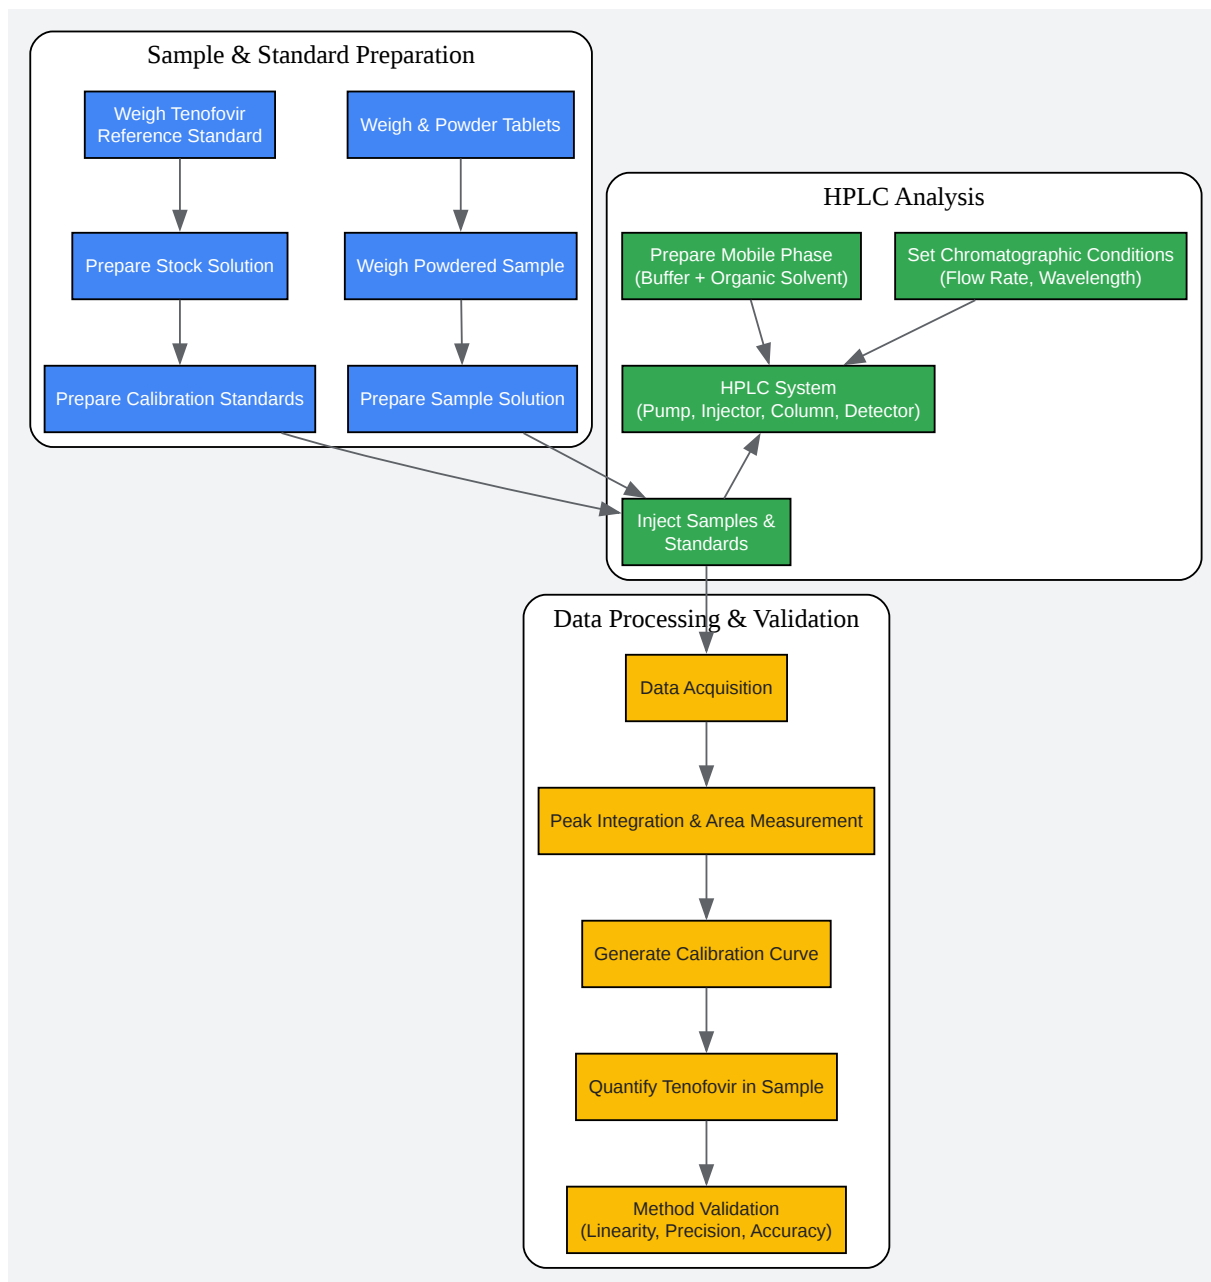 Sample & Standard Preparation
Weigh Tenofovir
Reference Standard
Weigh & Powder Tablets
Prepare Stock Solution
Weigh Powdered Sample
Prepare Calibration Standards
Prepare Sample Solution
HPLC Analysis
Prepare Mobile Phase
(Buffer + Organic Solvent)
Set Chromatographic Conditions
(Flow Rate, Wavelength)
HPLC System
(Pump, Injector, Column, Detector)
Inject Samples &
Standards
Data Processing & Validation
Data Acquisition
Peak Integration & Area Measurement
Generate Calibration Curve
Quantify Tenofovir in Sample
Method Validation
(Linearity, Precision, Accuracy)